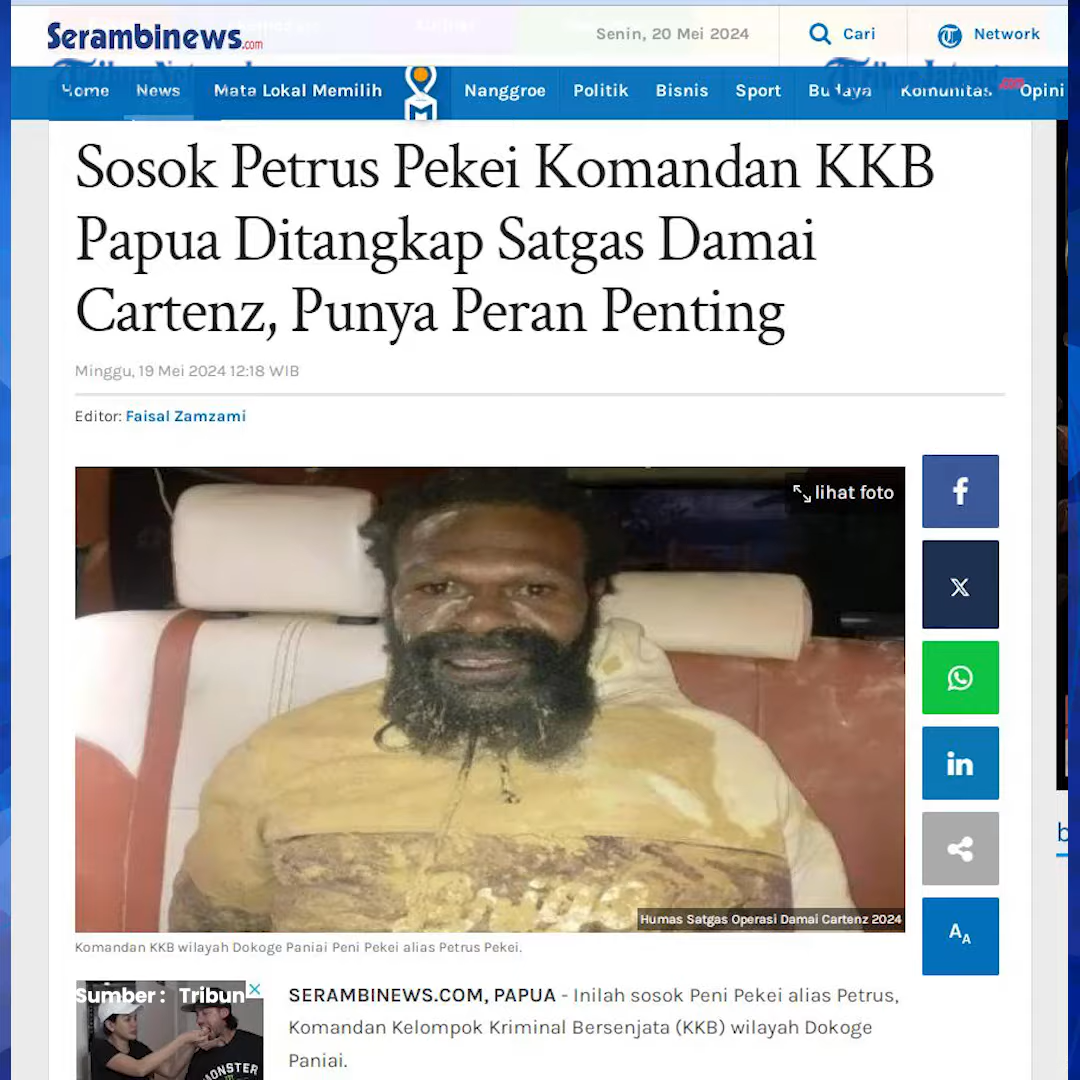 Serambinews.com
Senin, 20 Mei 2024
Cari
Network
Home News Mata Lokal Memilih Nanggroe Politik Bisnis Sport Budaya Komunitas Opini
Sosok Petrus Pekei Komandan KKB
Papua Ditangkap Satgas Damai
Cartenz, Punya Peran Penting
Minggu, 19 Mei 2024 12:18 WIB
Editor: Faisal Zamzami
lihat foto
Humas Satgas Operasi Damai Cartenz 2024
Komandan KKB wilayah Dokoge Paniai Peni Pekei alias Petrus Pekei.
Sumber : Tribun
MONSTER
SERAMBINEWS.COM, PAPUA - Inilah sosok Peni Pekei alias Petrus,
Komandan Kelompok Kriminal Bersenjata (KKB) wilayah Dokoge
Paniai.